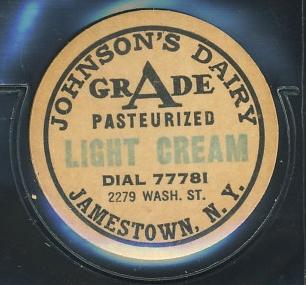 JOHNSON'S DAIRY
GRADE A
PASTEURIZED
LIGHT CREAM
DIAL 77781
2279 WASH. ST.
JAMESTOWN, N. Y.